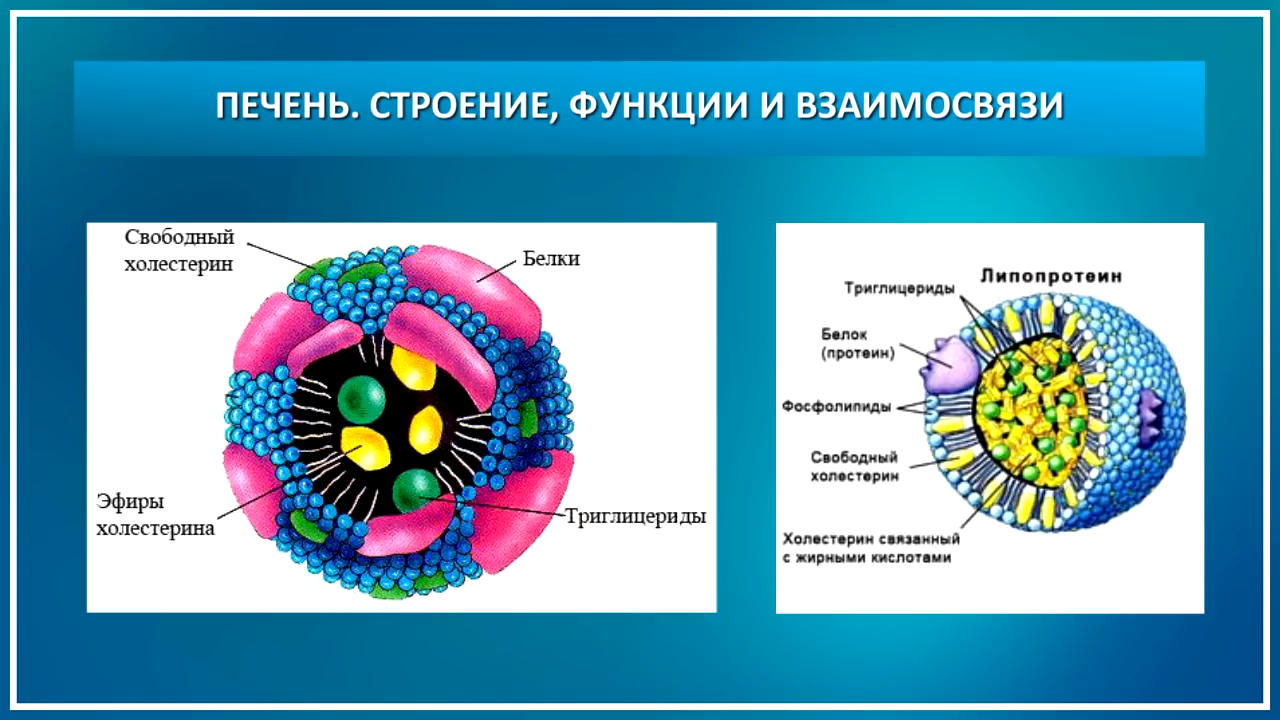 ПЕЧЕНЬ. СТРОЕНИЕ, ФУНКЦИИ И ВЗАИМОСВЯЗИ
Свободный
холестерин
Белки
Эфиры
холестерина
Триглицериды
Липопротеин
Триглицериды
Белок
(протеин)
Фосфолипиды
Свободный
холестерин
Холестерин связанный
с жирными кислотами